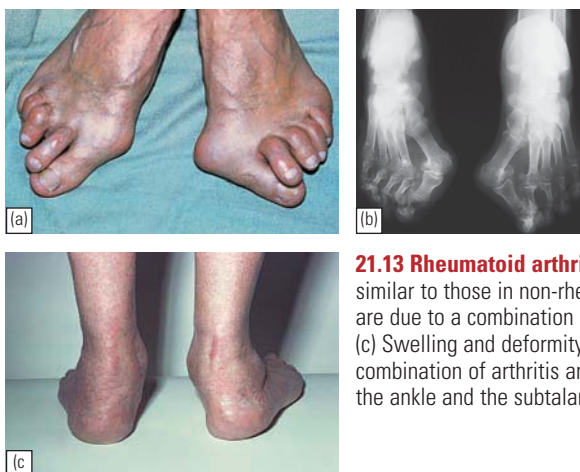 (a)
(b)
21.13 Rheumatoid arthri
similar to those in non-rhe
are due to a combination
(c) Swelling and deformity
combination of arthritis an
the ankle and the subtalar
(c